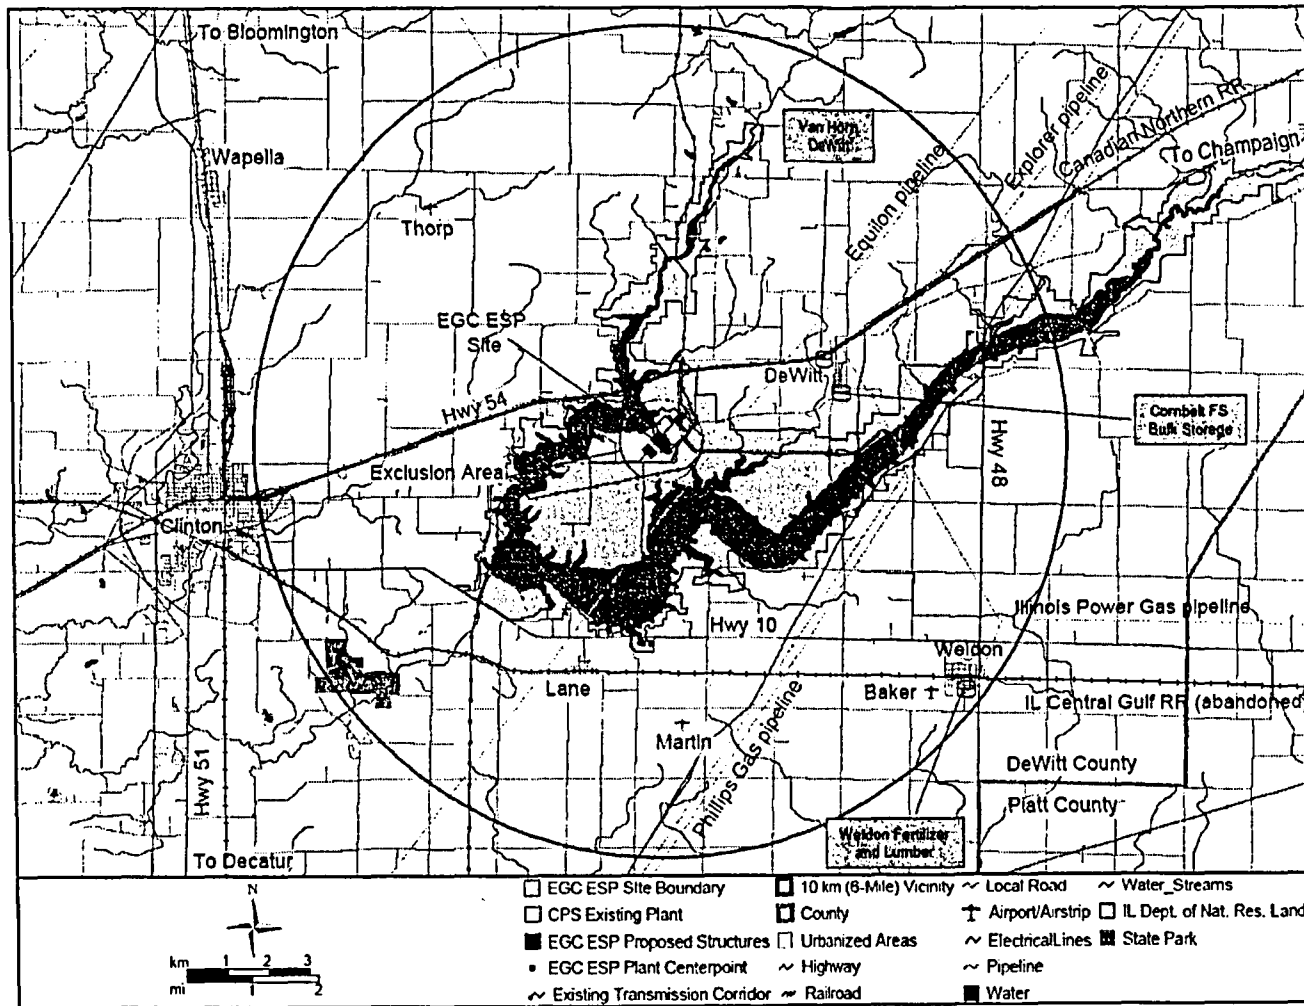 To Bloomington
Van Horn
DeWitt
Explorer pipeline
Canadian Northern RR
To Champaign
Wapella
Equilon pipeline
Thorp
EGC ESP
Site
DeWitt
Hwy 54
Cornbelt FS
Bulk Storage
Hwy 48
Exclusion Area
Clinton
Illinois Power Gas pipeline
Hwy 10
Weldon
Lane
Baker
IL Central Gulf RR (abandoned)
Martin
Phillips Gas pipeline
Hwy 51
DeWitt County
Piatt County
Weldon Fertilizer
and Lumber
To Decatur
N
km 1 2 3
mi 1 2
EGC ESP Site Boundary
CPS Existing Plant
EGC ESP Proposed Structures
EGC ESP Plant Centerpoint
Existing Transmission Corridor
10 km (6-Mile) Vicinity
County
Urbanized Areas
Highway
Railroad
Local Road
Airport/Airstrip
ElectricalLines
Pipeline
Water
Water_Streams
IL Dept. of Nat. Res. Land
State Park